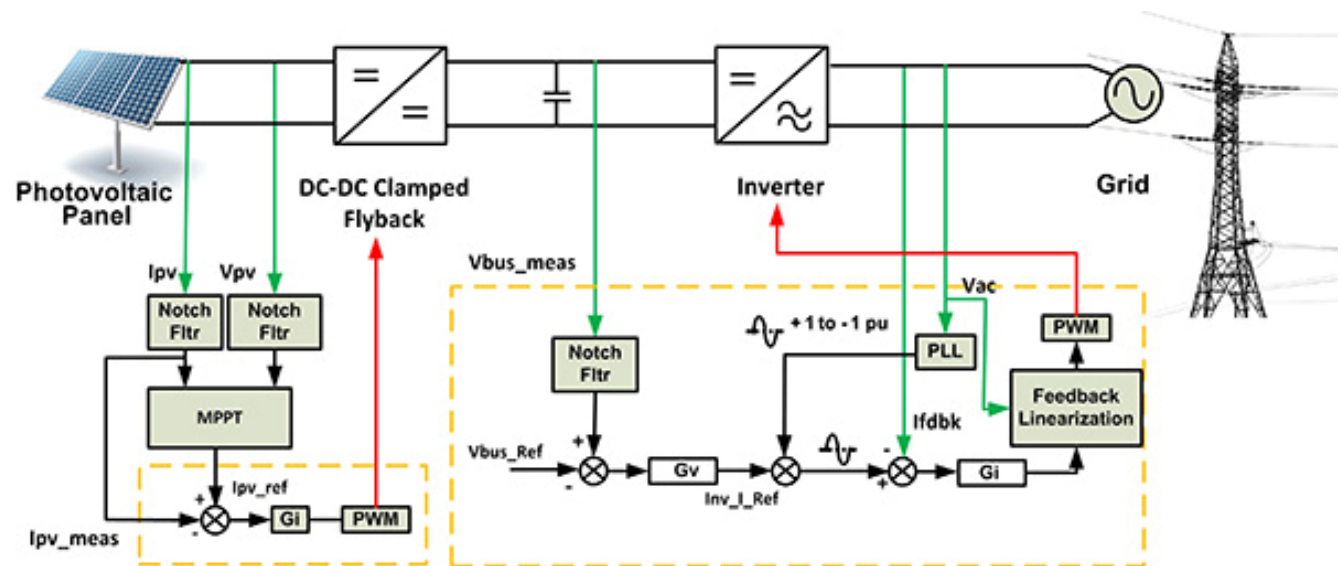 Photovoltaic
Panel
DC-DC Clamped
Flyback
Inverter
Grid
Ipv
Vpv
Vbus_meas
Vac
Notch
Fltr
Notch
Fltr
+ 1 to - 1 pu
PWM
PLL
Notch
Fltr
Feedback
Linearization
MPPT
Ifdbk
+
-
Vbus_Ref
-
Gv
Inv_I_Ref
+
Gi
Ipv_ref
+
-
Gi
PWM
Ipv_meas